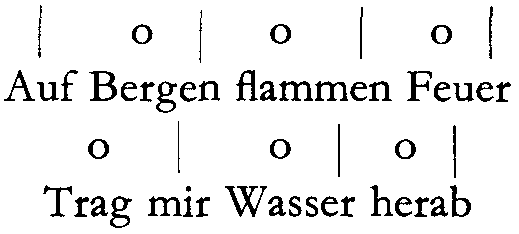 | o | o | o |
Auf Bergen flammen Feuer
o | o | o |
Trag mir Wasser herab